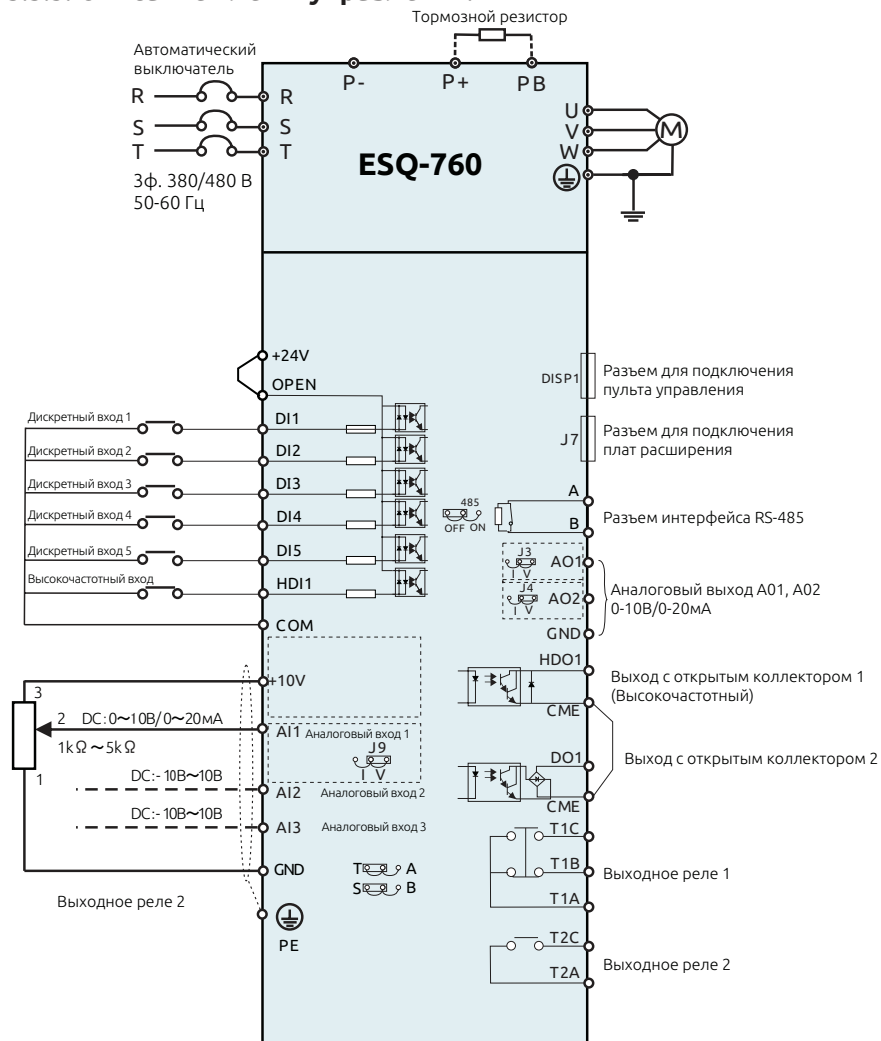 Тормозной резистор
Автоматический
выключатель
P-
P+
PB
R
R
S
S
T
T
3ф. 380/480 В
50-60 Гц
ESQ-760
U
V
W
M
+24V
OPEN
DISP1
Разъем для подключения
пульта управления
J7
Разъем для подключения
плат расширения
Дискретный вход 1
DI1
Дискретный вход 2
DI2
Дискретный вход 3
DI3
Дискретный вход 4
DI4
Дискретный вход 5
DI5
Высокочастотный вход
HDI1
COM
485
OFF ON
A
B
Разъем интерфейса RS-485
J3
I V
AO1
J4
I V
AO2
GND
Аналоговый выход A01, A02
0-10В/0-20мА
HDO1
CME
Выход с открытым коллектором 1
(Высокочастотный)
DO1
CME
Выход с открытым коллектором 2
+10V
3
2
1
DC:0~10В/0~20мА
1kΩ~5kΩ
AI1 Аналоговый вход 1
J9
I V
DC:-10В~10В
AI2 Аналоговый вход 2
DC:-10В~10В
AI3 Аналоговый вход 3
GND
T A
S B
PE
Выходное реле 2
T1C
T1B
T1A
Выходное реле 1
T2C
T2A
Выходное реле 2